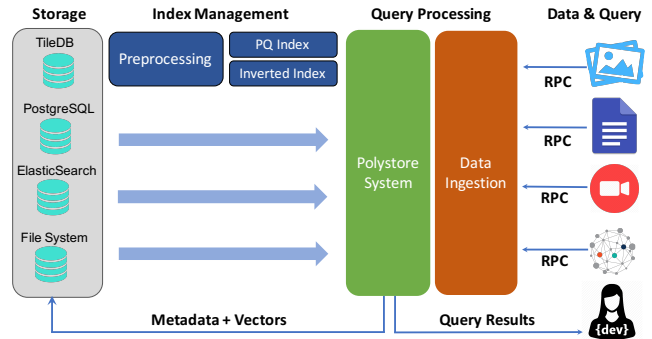 Storage
Index Management
Query Processing
Data & Query
TileDB
PostgreSQL
ElasticSearch
File System
Preprocessing
PQ Index
Inverted Index
Polystore
System
Data
Ingestion
RPC
RPC
RPC
RPC
{dev}
Metadata + Vectors
Query Results